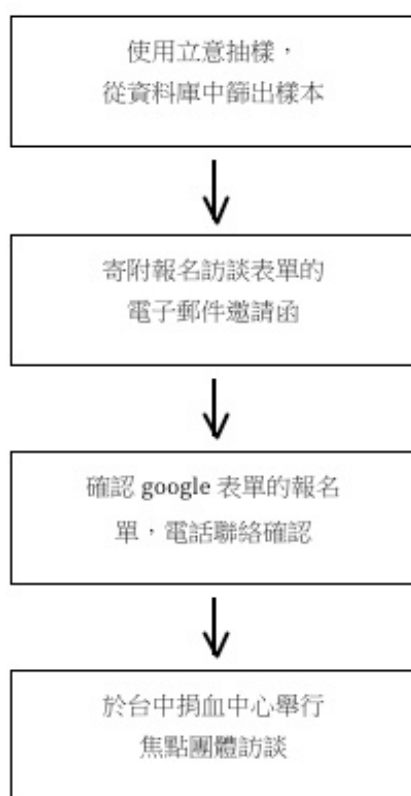 使用立意抽樣，
從資料庫中篩出樣本
寄附報名訪談表單的
電子郵件邀請函
確認 google 表單的報名
單，電話聯絡確認
於台中捐血中心舉行
焦點團體訪談